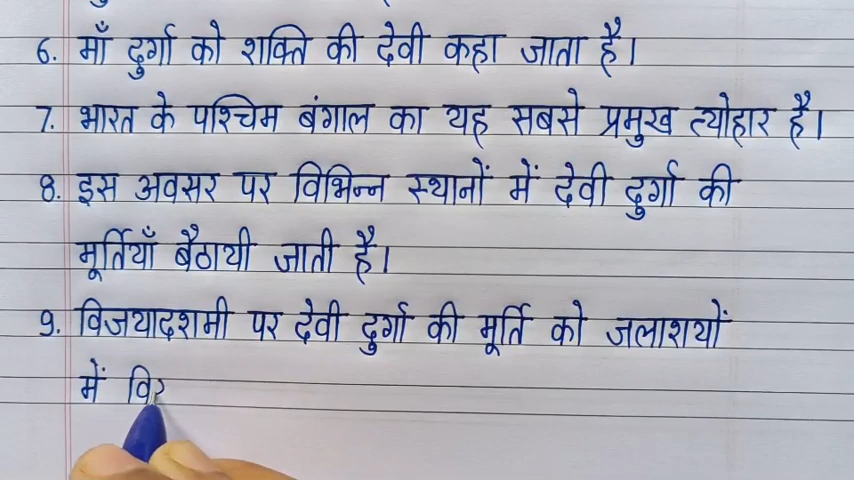 6. माँ दुर्गा को शक्ति की देवी कहा जाता है।
7. भारत के पश्चिम बंगाल का यह सबसे प्रमुख त्योहार है।
8. इस अवसर पर विभिन्न स्थानों में देवी दुर्गा की
मूर्तियाँ बैठायी जाती है।
9. विजयादशमी पर देवी दुर्गा की मूर्ति को जलाशयों
में